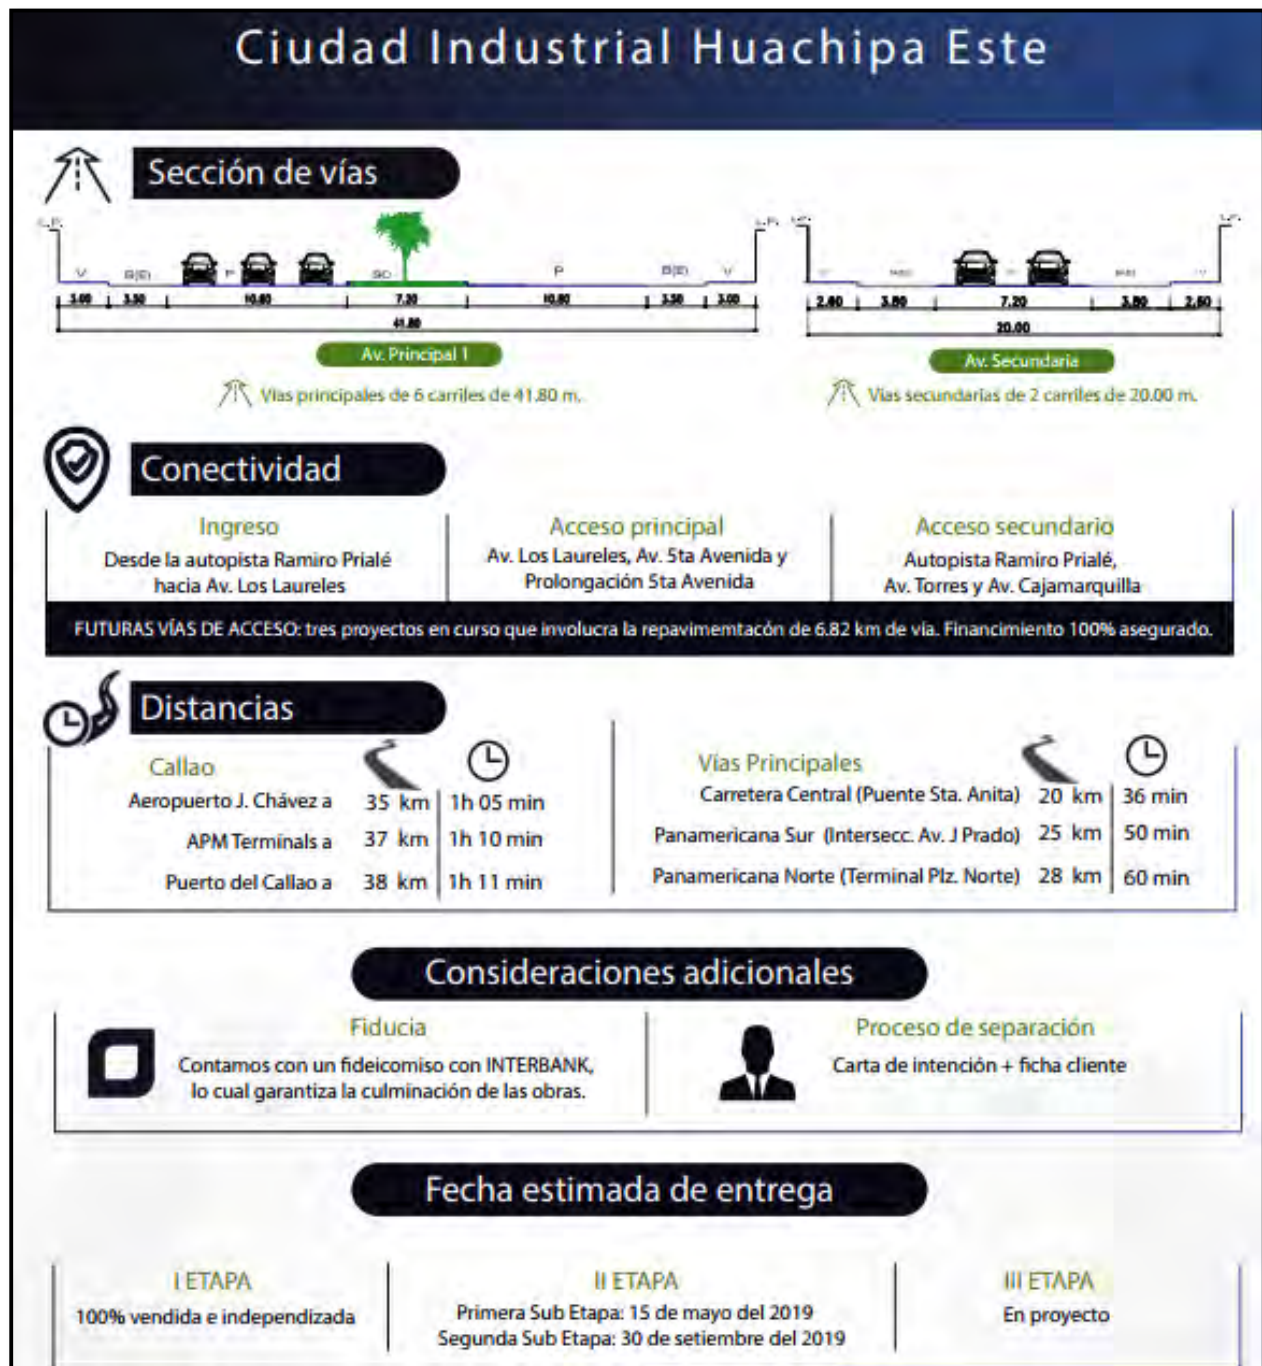 Ciudad Industrial Huachipa Este
Sección de vías
V
B(E)
P
P
B(E)
V
3.00
3.50
10.80
7.20
10.80
3.50
3.00
41.80
2.60
3.80
7.20
3.80
2.60
20.00
Av. Principal 1
Av. Secundaria
Vías principales de 6 carriles de 41.80 m.
Vías secundarias de 2 carriles de 20.00 m.
Conectividad
Ingreso
Desde la autopista Ramiro Prialé
hacia Av. Los Laureles
Acceso principal
Av. Los Laureles, Av. 5ta Avenida y
Prolongación 5ta Avenida
Acceso secundario
Autopista Ramiro Prialé,
Av. Torres y Av. Cajamarquilla
FUTURAS VÍAS DE ACCESO: tres proyectos en curso que involucra la repavimemtacón de 6.82 km de vía. Financimiento 100% asegurado.
Distancias
Callao
Aeropuerto J. Chávez a 35 km 1h 05 min
APM Terminals a 37 km 1h 10 min
Puerto del Callao a 38 km 1h 11 min
Vías Principales
Carretera Central (Puente Sta. Anita) 20 km 36 min
Panamericana Sur (Intersecc. Av. J Prado) 25 km 50 min
Panamericana Norte (Terminal Plz. Norte) 28 km 60 min
Consideraciones adicionales
Fiducia
Contamos con un fideicomiso con INTERBANK,
lo cual garantiza la culminación de las obras.
Proceso de separación
Carta de intención + ficha cliente
Fecha estimada de entrega
I ETAPA
100% vendida e independizada
II ETAPA
Primera Sub Etapa: 15 de mayo del 2019
Segunda Sub Etapa: 30 de setiembre del 2019
III ETAPA
En proyecto